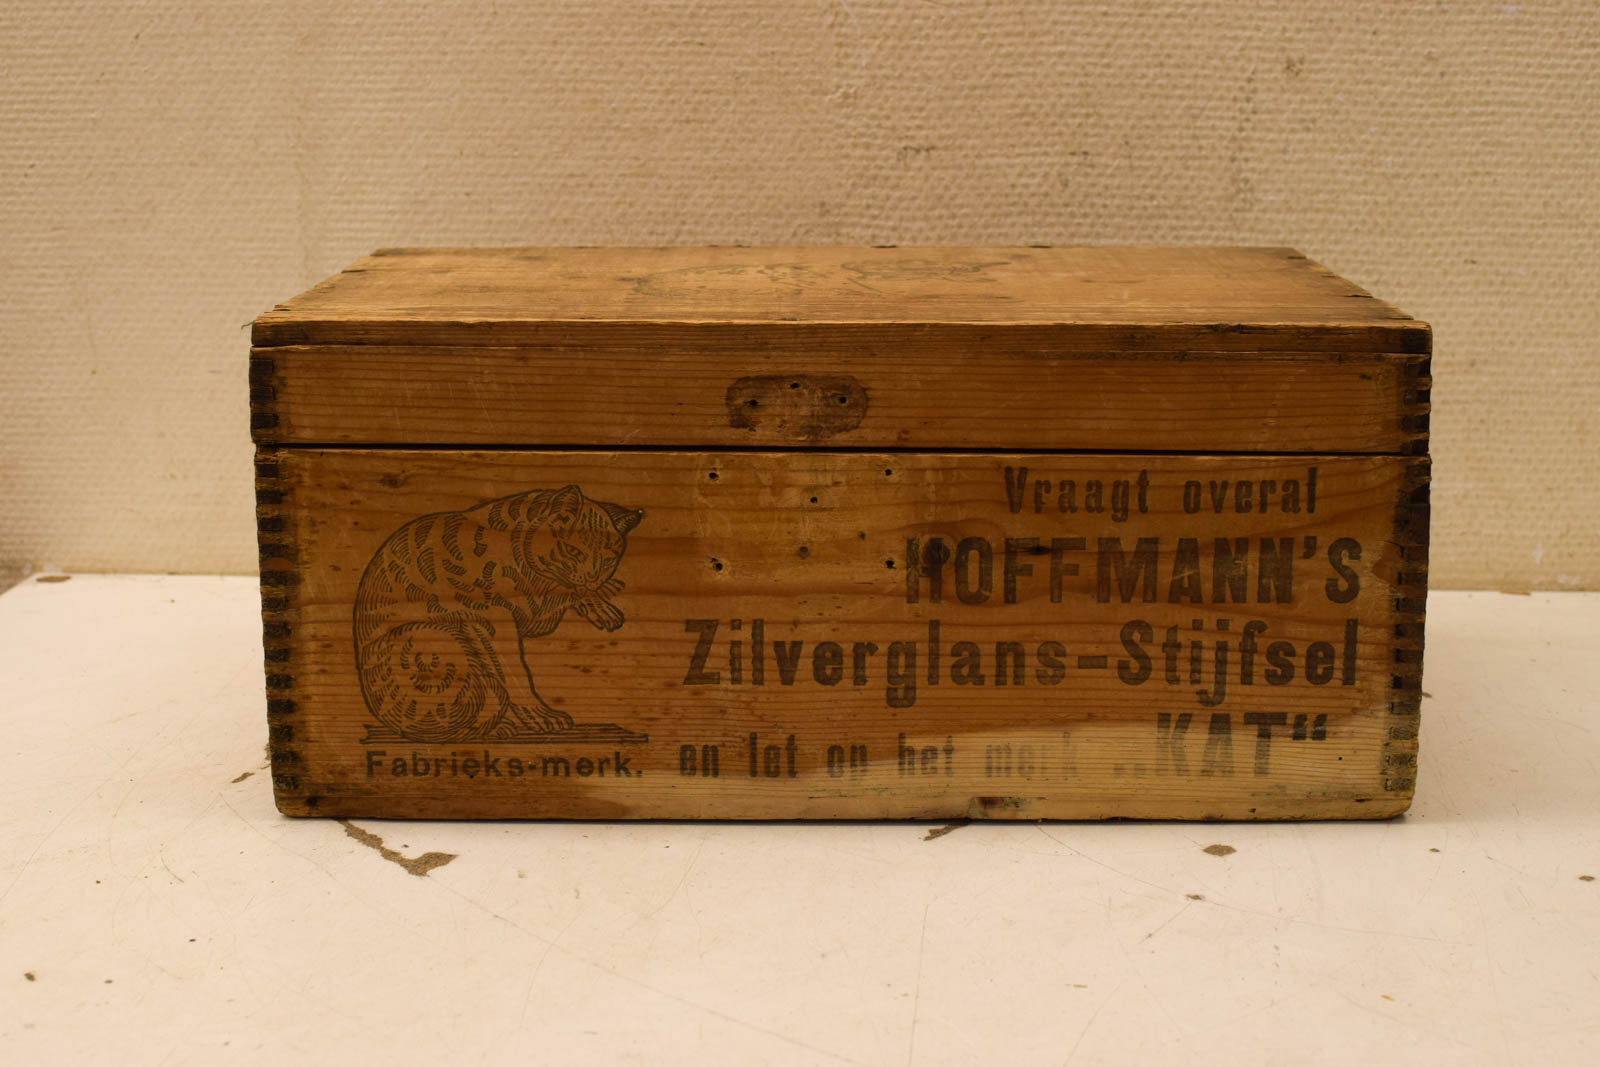 Vraagt overal
HOFFMANN'S
Zilverglans-Stijfsel
en let op het merk „KAT“
Fabrieks-merk.